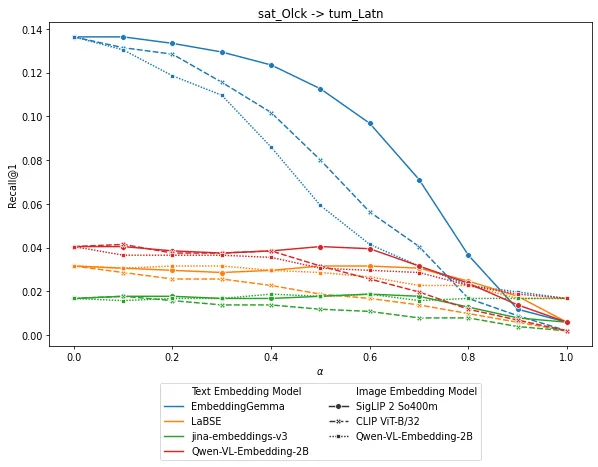 sat_Olck -> tum_Latn
0.14
0.12
0.10
0.08
0.06
0.04
0.02
0.00
Recall@1
0.0 0.2 0.4 0.6 0.8 1.0
α
Text Embedding Model Image Embedding Model
EmbeddingGemma SigLIP 2 So400m
LaBSE CLIP ViT-B/32
jina-embeddings-v3 Qwen-VL-Embedding-2B
Qwen-VL-Embedding-2B